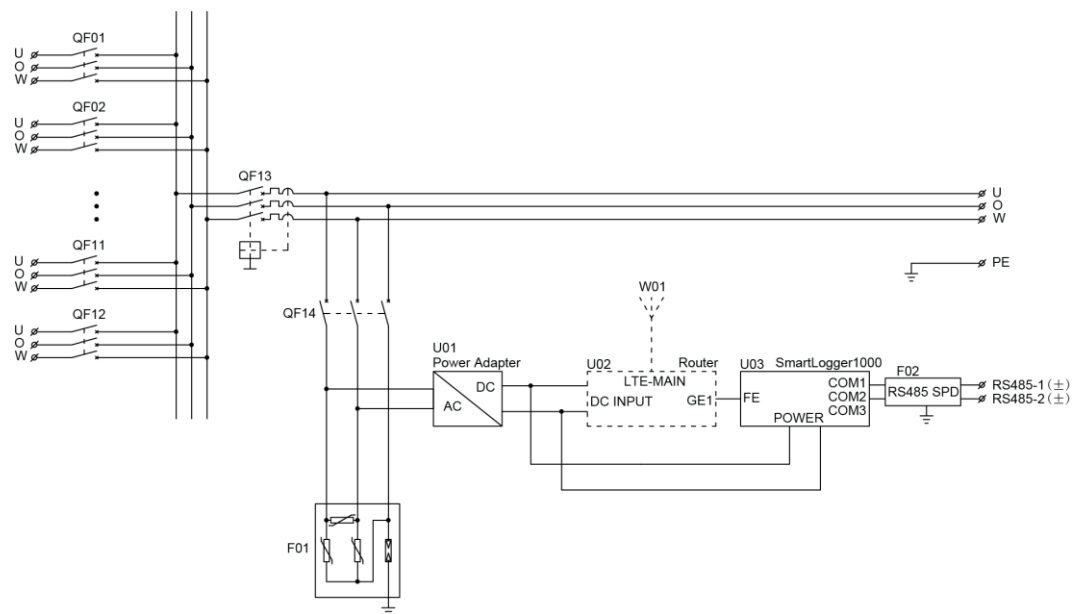 QF01
U
O
W
QF02
U
O
W
QF13
U
O
W
QF11
U
O
W
PE
W01
QF14
QF12
U
O
W
U01
Power Adapter
DC
AC
U02 Router
LTE-MAIN
DC INPUT GE1
U03 SmartLogger1000
FE COM1
COM2
COM3
POWER
F02
RS485 SPD
RS485-1 (±)
RS485-2 (±)
F01